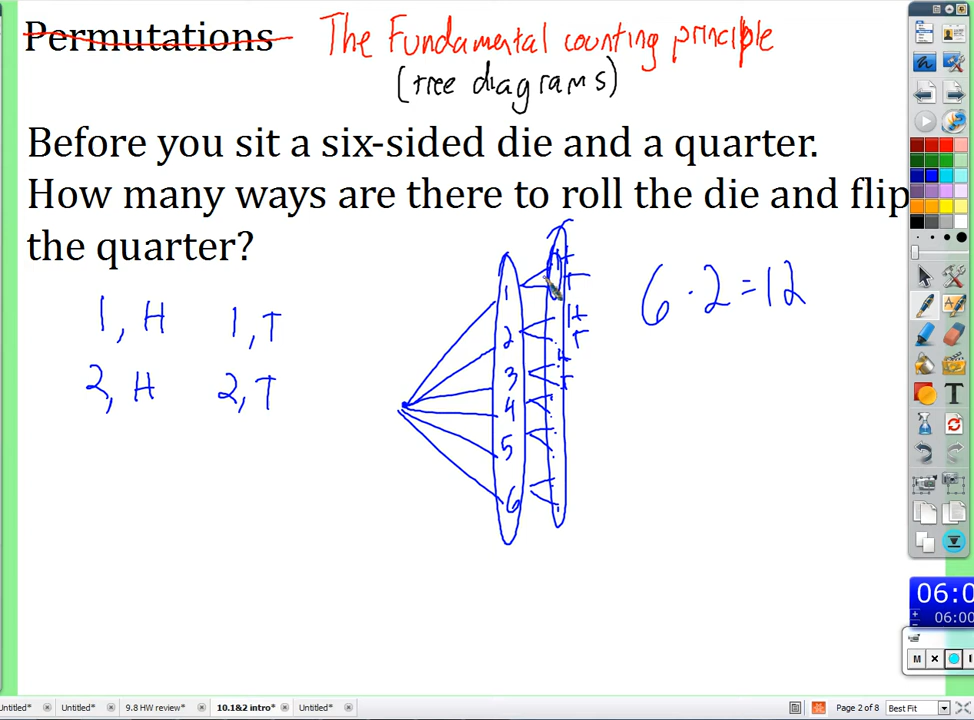 Permutations The Fundamental counting principle
(tree diagrams)
Before you sit a six-sided die and a quarter.
How many ways are there to roll the die and flip
the quarter?
1, H 1, T
2, H 2, T
1 H
T
2 H
T
3 H
T
4
5
6
6 · 2 = 12
T
06:0
06:00
M
ntitled*
Untitled*
9.8 HW review*
10.1&2 intro*
Untitled*
Page 2 of 8
Best Fit